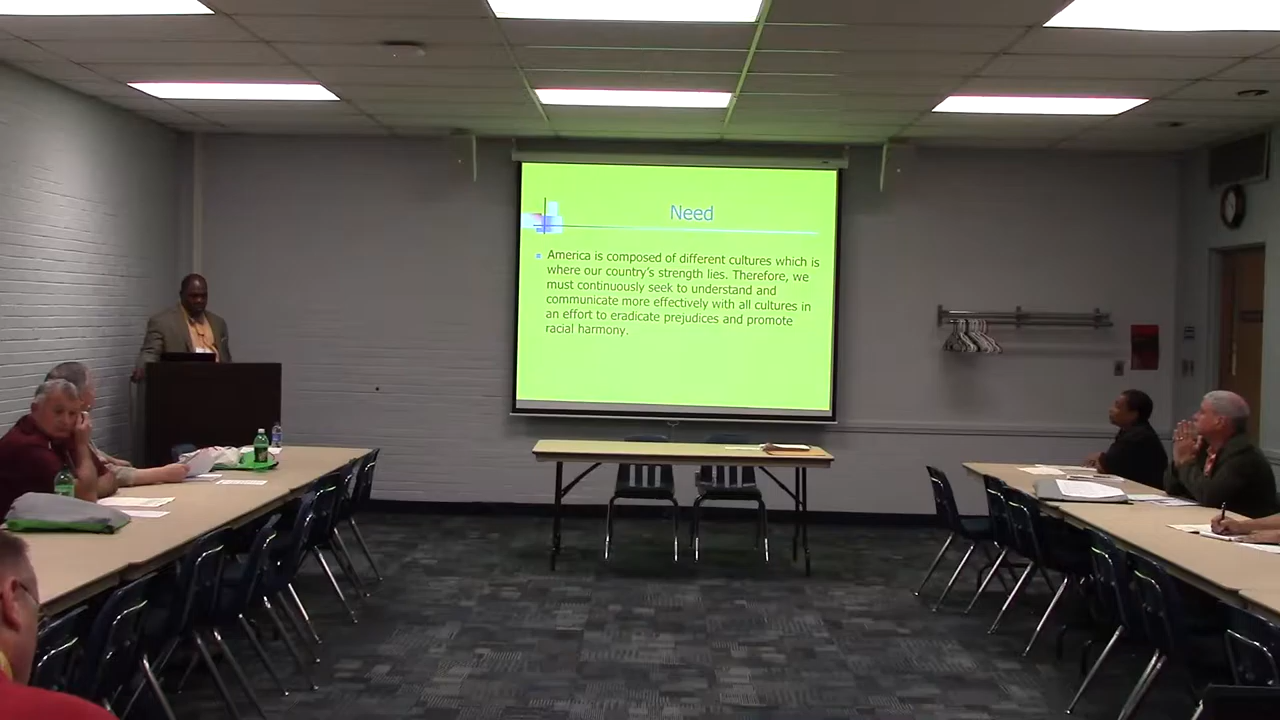 Need
America is composed of different cultures which is
where our country's strength lies. Therefore, we
must continuously seek to understand and
communicate more effectively with all cultures in
an effort to eradicate prejudices and promote
racial harmony.